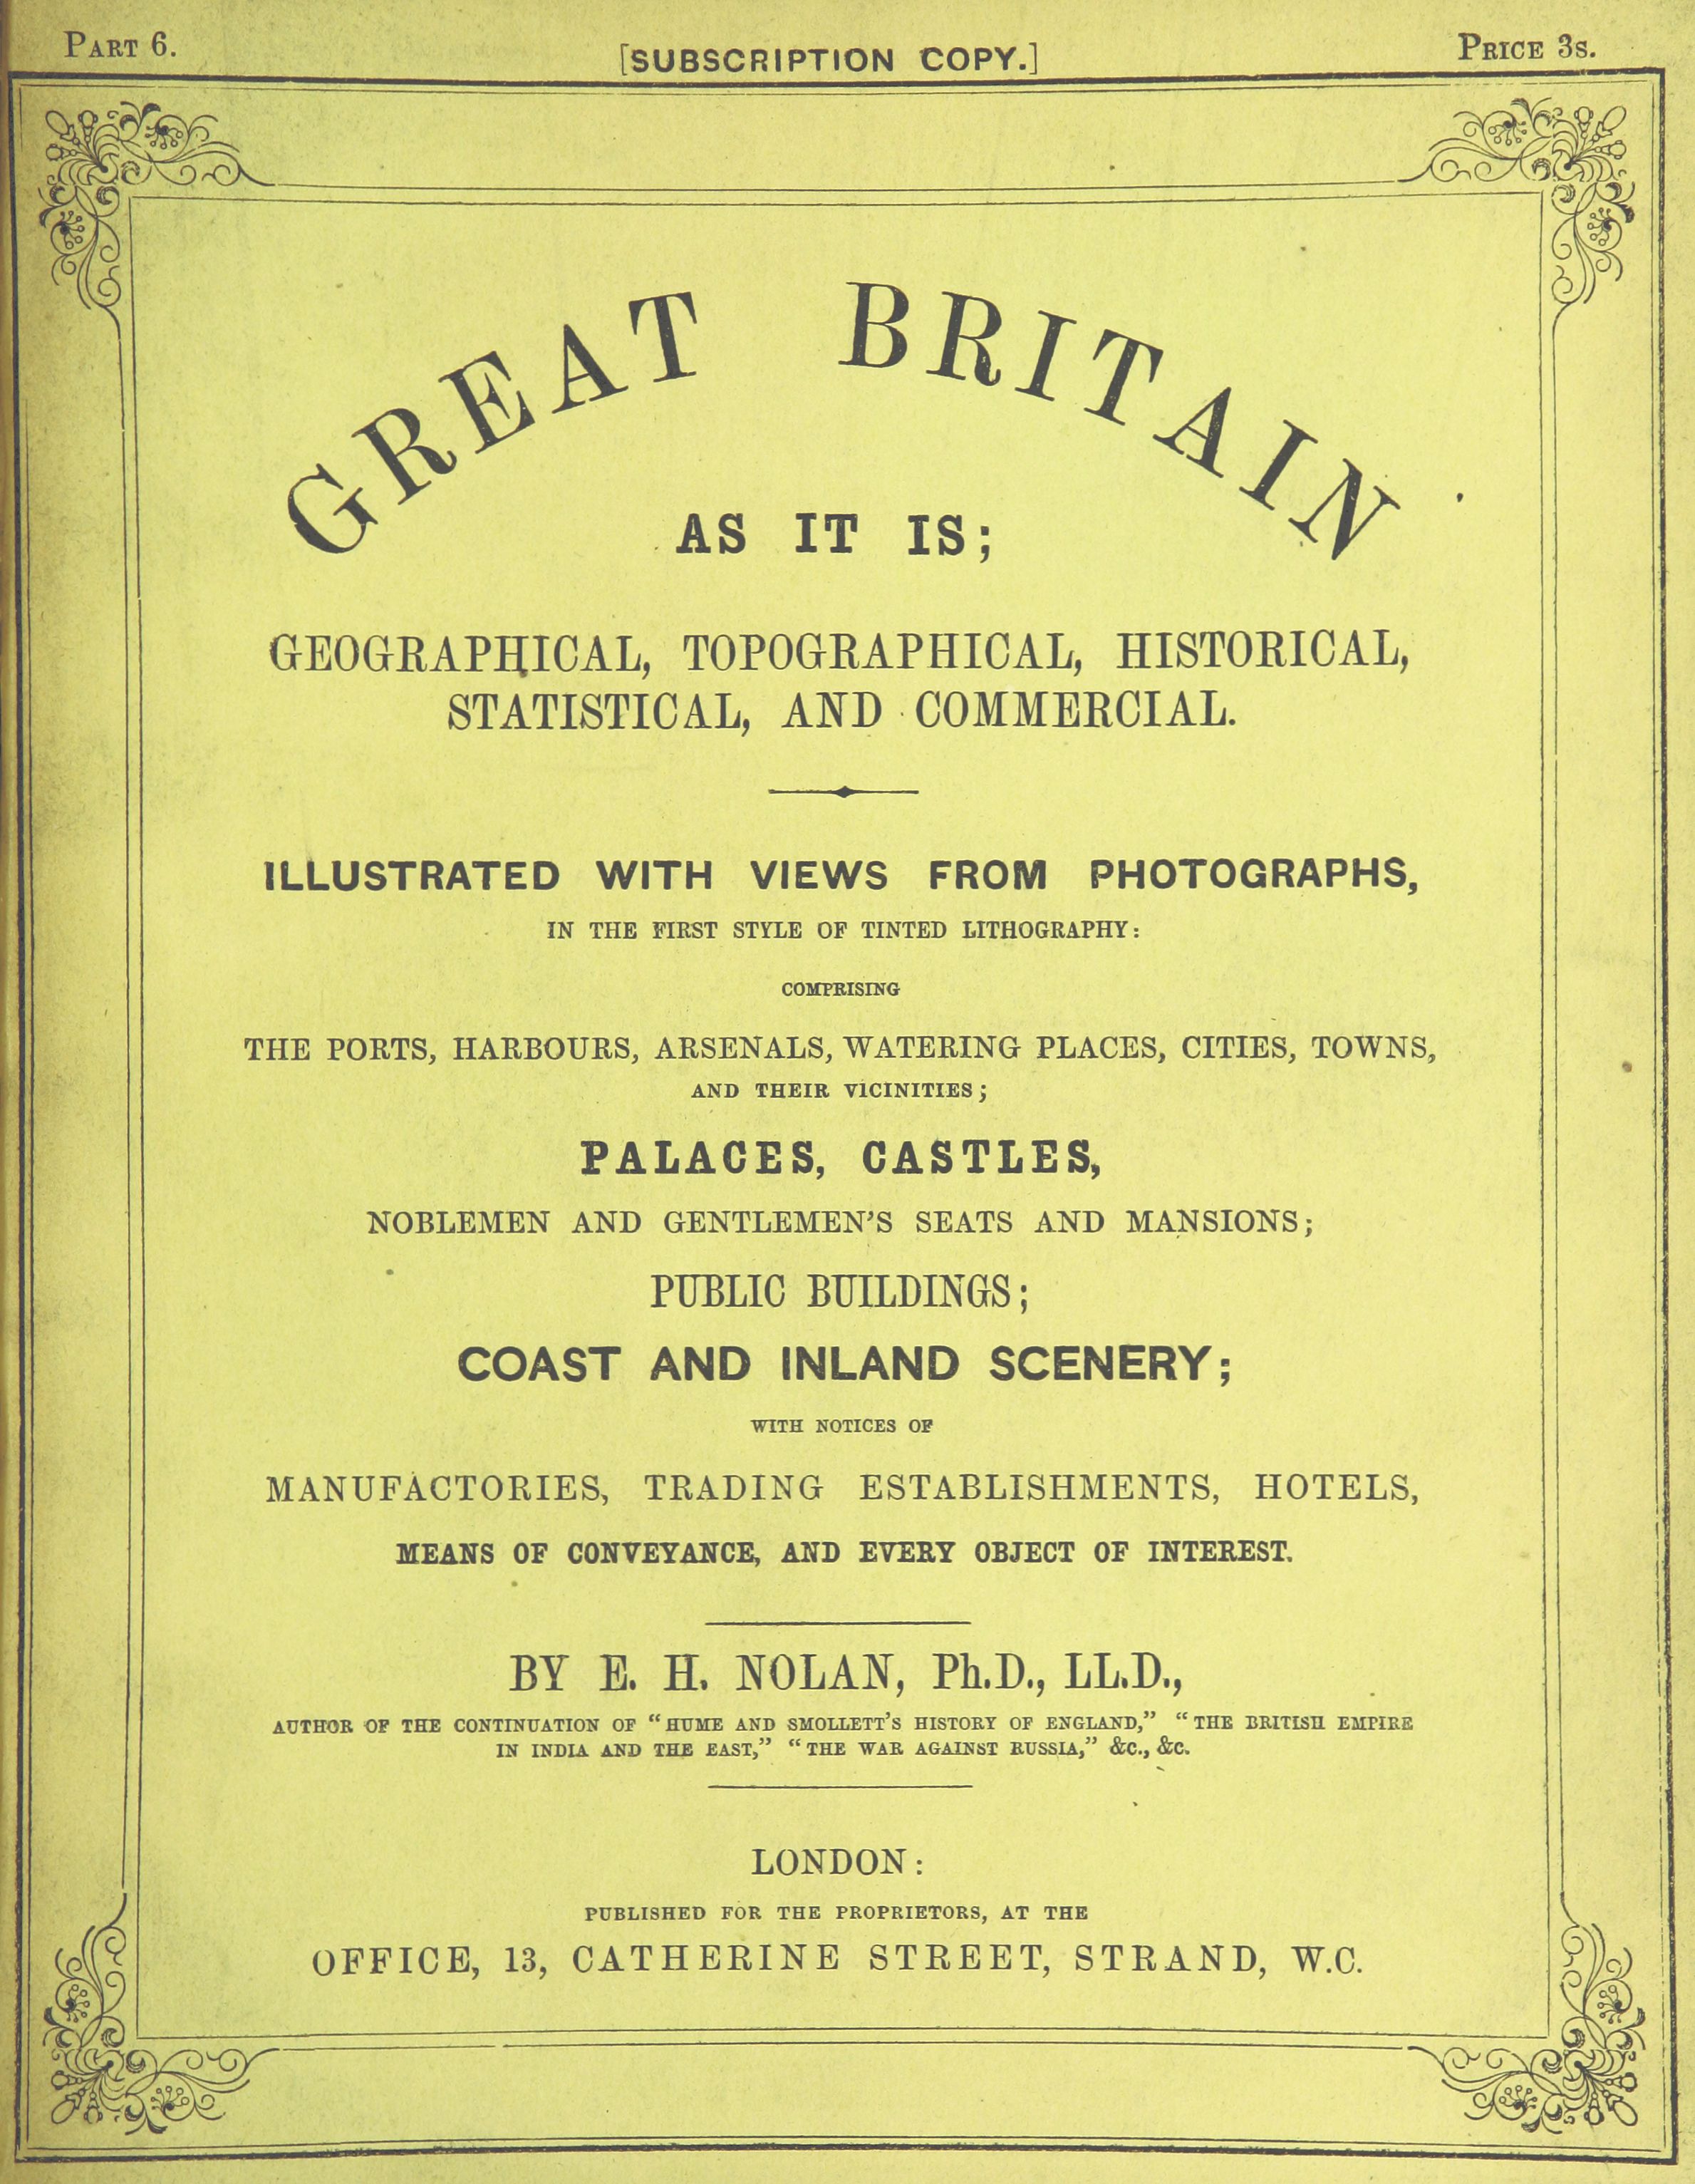 PART 6.
[SUBSCRIPTION COPY.]
PRICE 3S.
GREAT BRITAIN
AS IT IS;
GEOGRAPHICAL, TOPOGRAPHICAL, HISTORICAL,
STATISTICAL, AND COMMERCIAL.
ILLUSTRATED WITH VIEWS FROM PHOTOGRAPHS,
IN THE FIRST STYLE OF TINTED LITHOGRAPHY:
COMPRISING
THE PORTS, HARBOURS, ARSENALS, WATERING PLACES, CITIES, TOWNS,
AND THEIR VICINITIES;
PALACES, CASTLES,
NOBLEMEN AND GENTLEMEN'S SEATS AND MANSIONS;
PUBLIC BUILDINGS;
COAST AND INLAND SCENERY;
WITH NOTICES OF
MANUFACTORIES, TRADING ESTABLISHMENTS, HOTELS,
MEANS OF CONVEYANCE, AND EVERY OBJECT OF INTEREST.
BY E. H. NOLAN, Ph.D., LL.D.,
AUTHOR OF THE CONTINUATION OF "HUME AND SMOLLETT'S HISTORY OF ENGLAND," "THE BRITISH EMPIRE
IN INDIA AND THE EAST," "THE WAR AGAINST RUSSIA," &C., &C.
LONDON:
PUBLISHED FOR THE PROPRIETORS, AT THE
OFFICE, 13, CATHERINE STREET, STRAND, W.C.